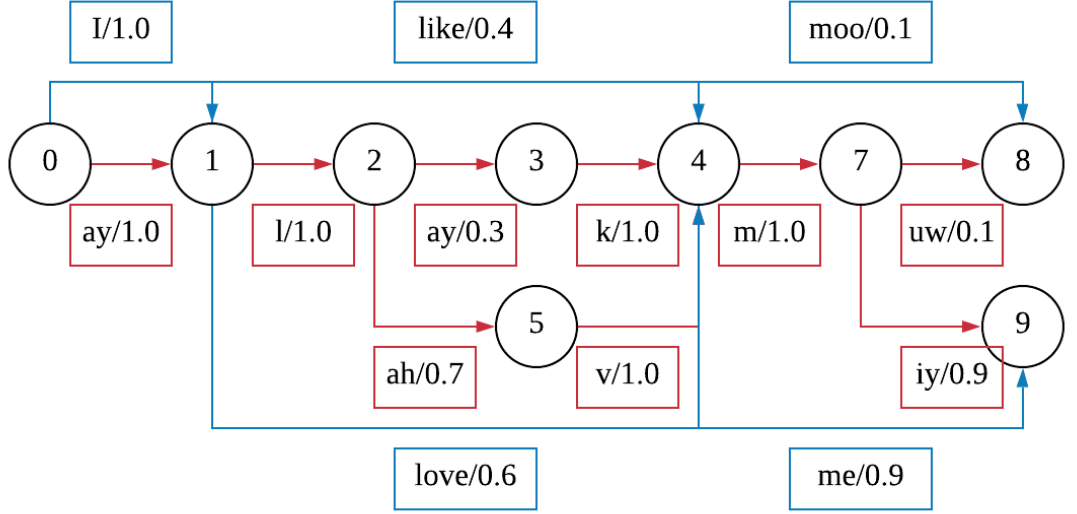 I/1.0 like/0.4 moo/0.1
0 1 2 3 4 7 8
ay/1.0 l/1.0 ay/0.3 k/1.0 m/1.0 uw/0.1
5 9
ah/0.7 v/1.0 iy/0.9
love/0.6 me/0.9